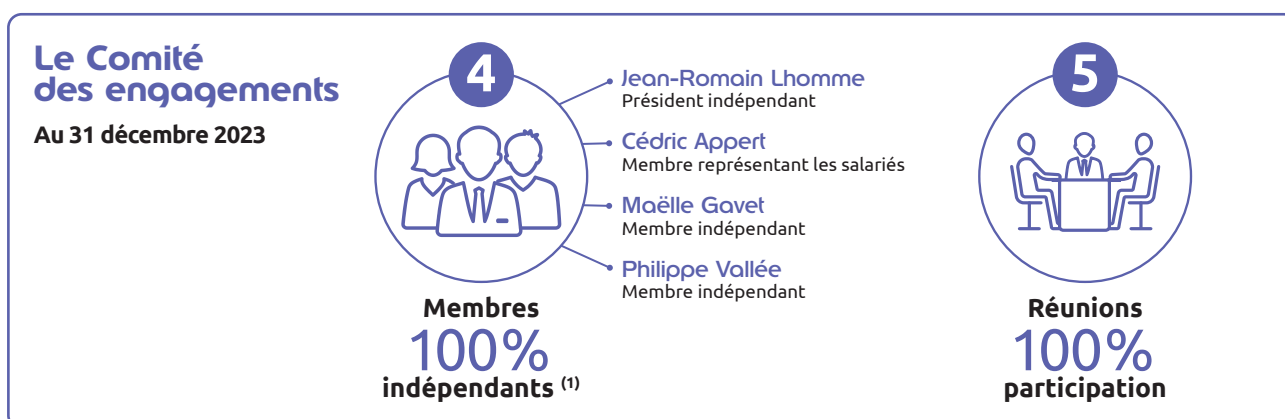 Le Comité
des engagements
Au 31 décembre 2023
4
Jean-Romain Lhomme
Président indépendant
Cédric Appert
Membre représentant les salariés
Maëlle Gavet
Membre indépendant
Philippe Vallée
Membre indépendant
Membres
100%
indépendants (1)
5
Réunions
100%
participation